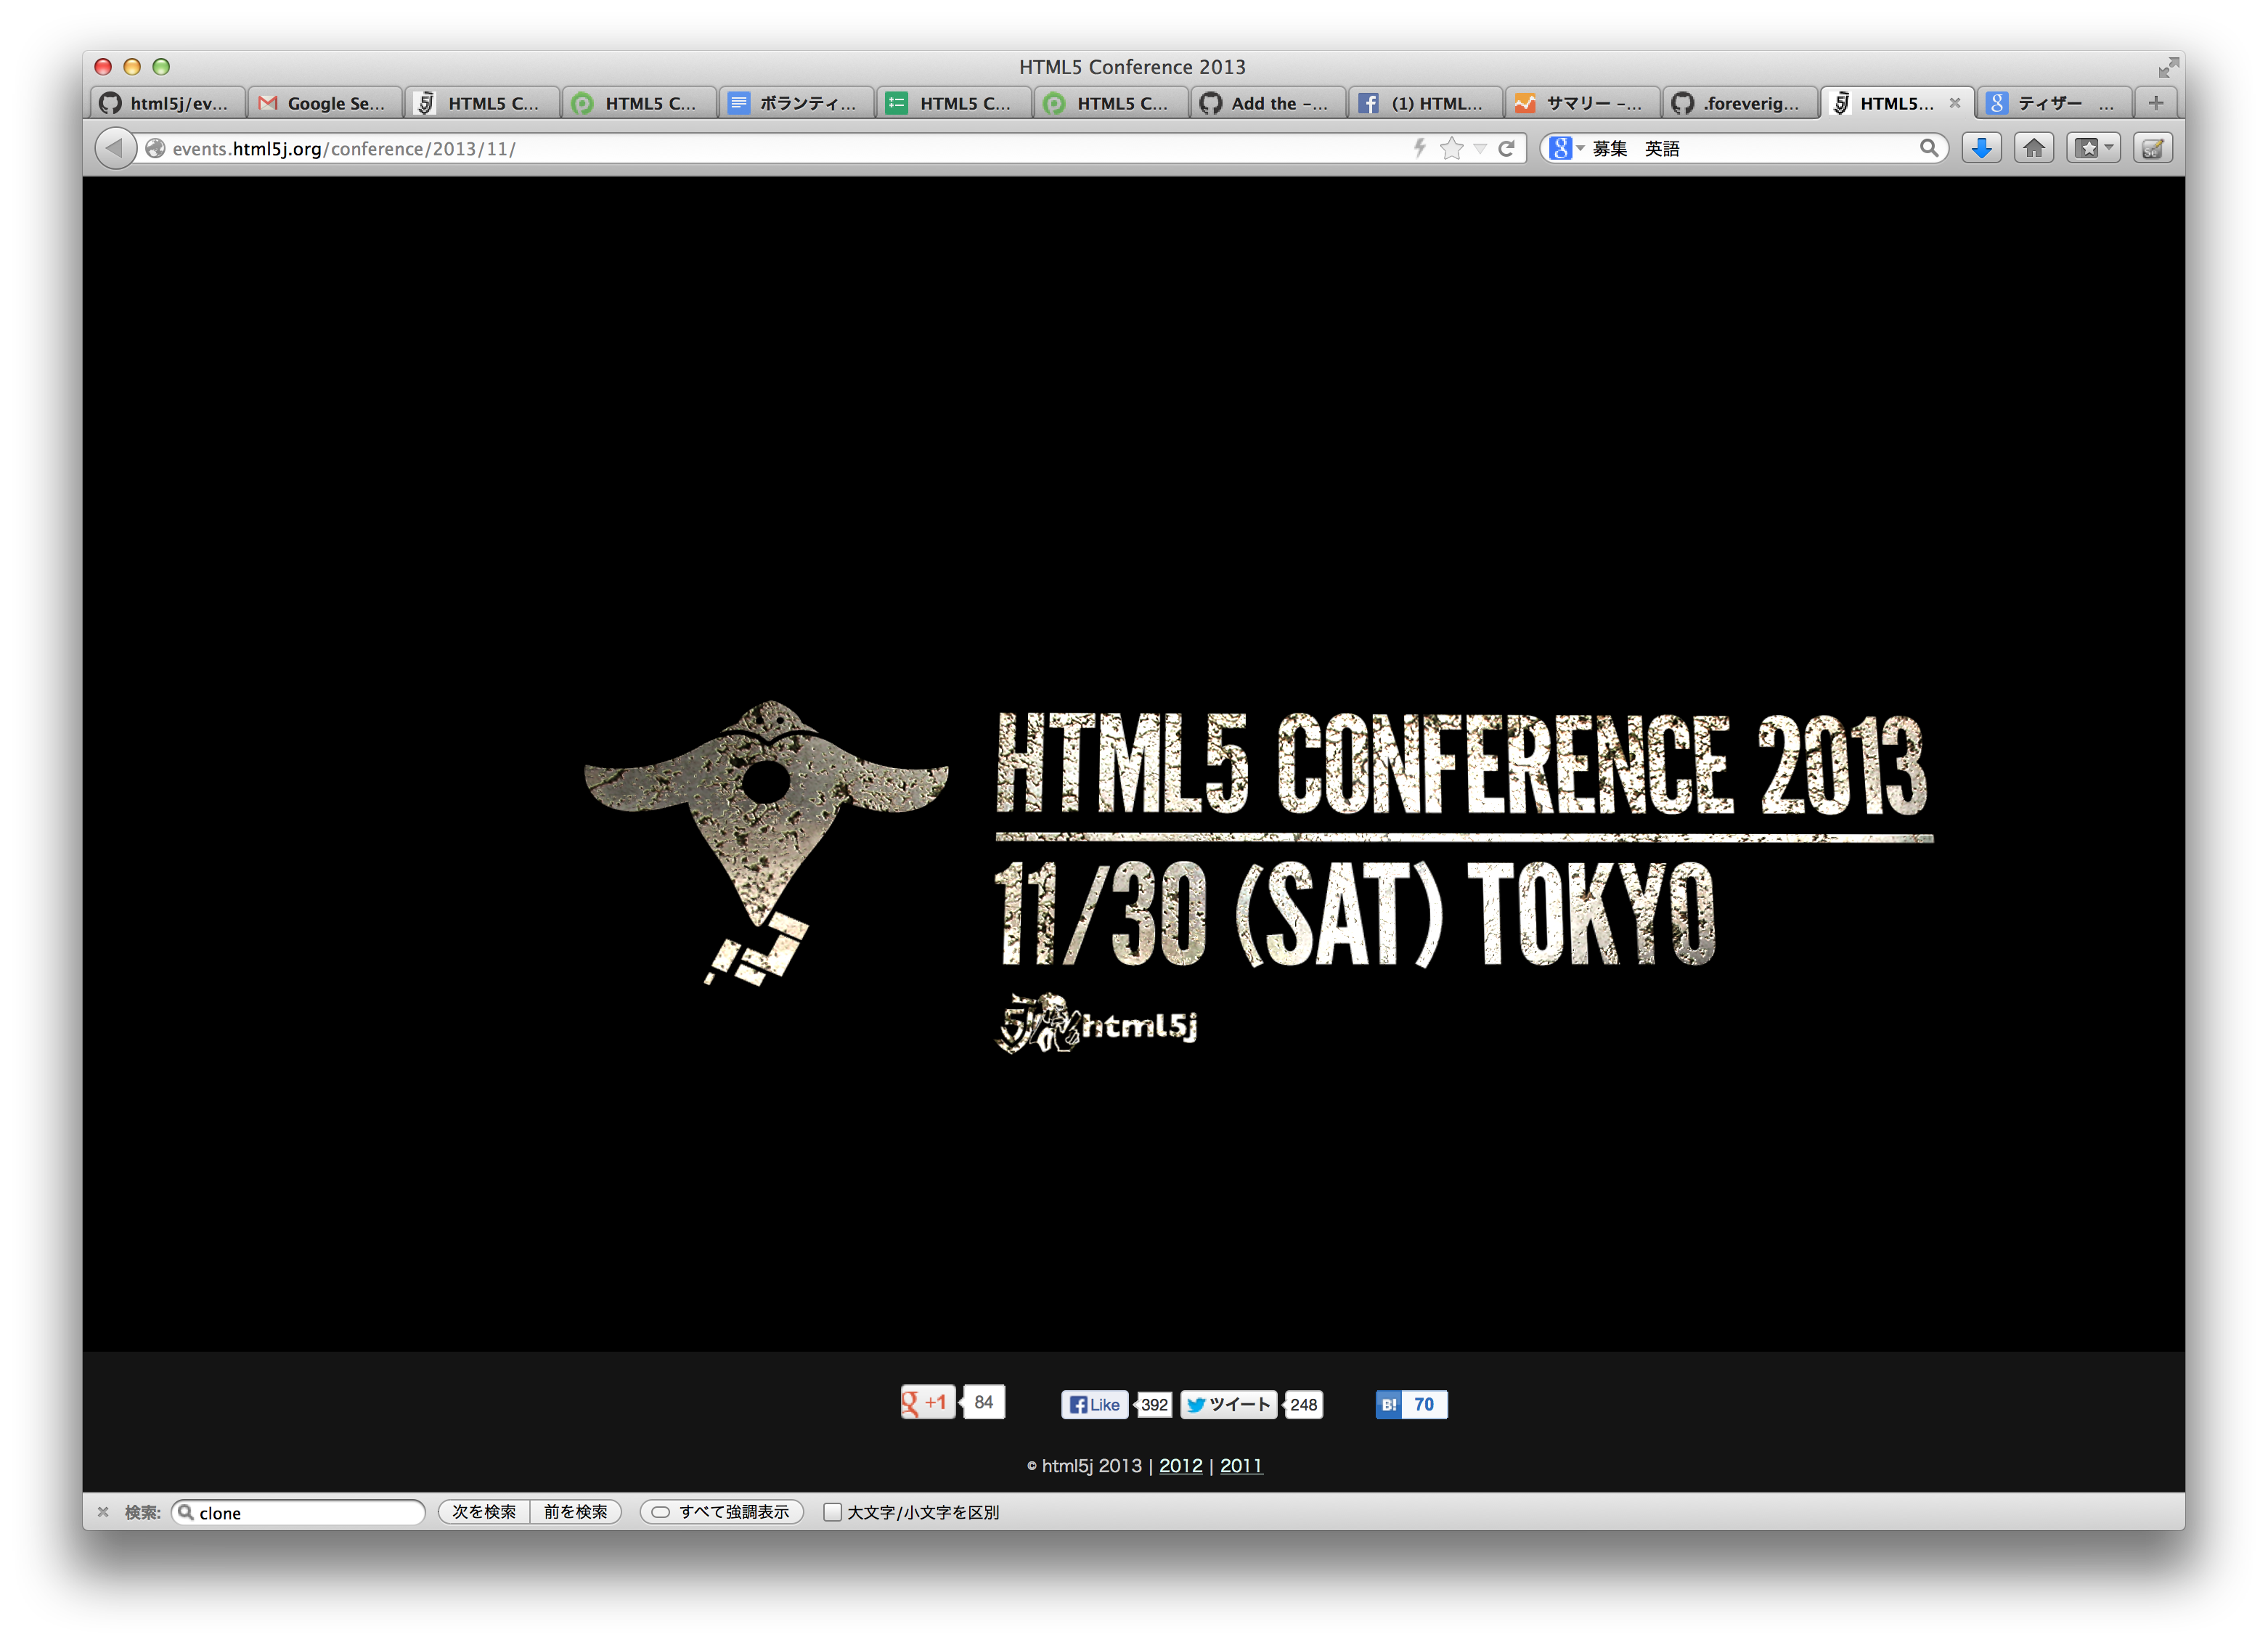 HTML5 Conference 2013
html5j/ev... Google Se... HTML5 C... HTML5 C... ボランティ... HTML5 C... HTML5 C... Add the -... (1) HTML... サマリー -... .foreverig... HTML5... ティザー ...
events.html5j.org/conference/2013/11/ 募集 英語
HTML5 CONFERENCE 2013
11/30 (SAT) TOKYO
html5j
+1 84 Like 392 ツイート 248 B! 70
© html5j 2013 | 2012 | 2011
検索: clone 次を検索 前を検索 すべて強調表示 大文字/小文字を区別